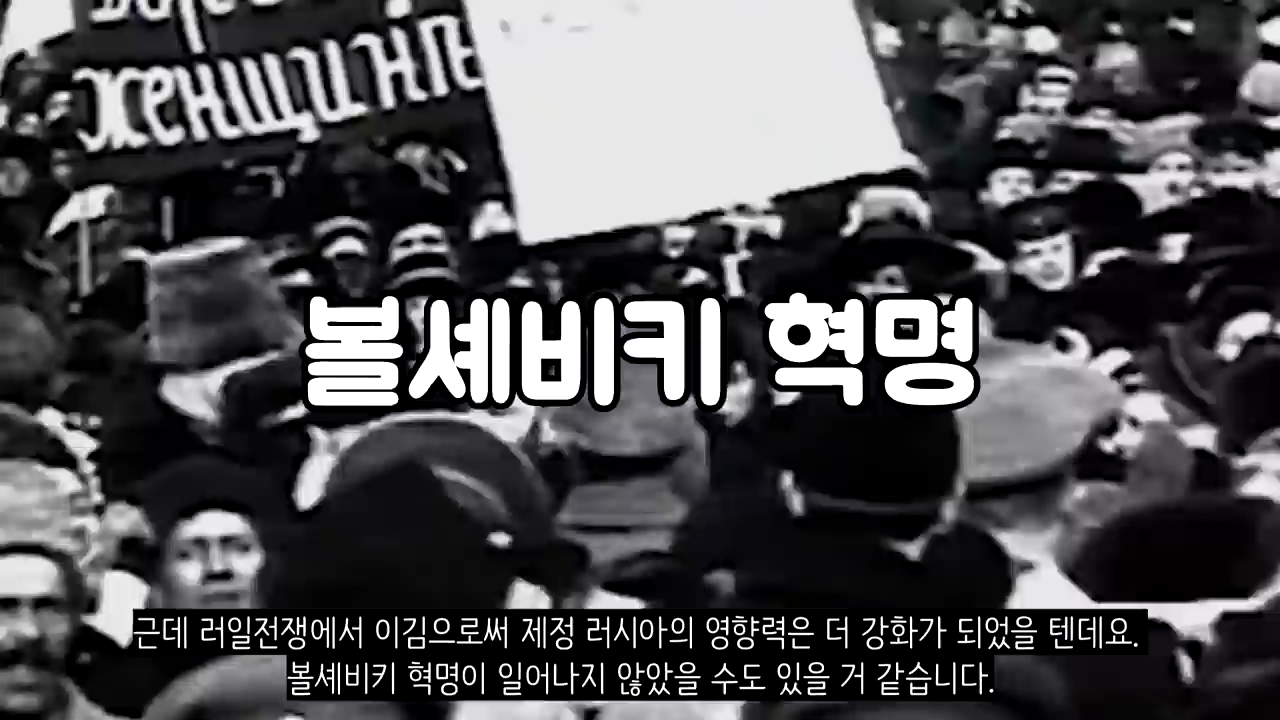 женщинѣ
볼셰비키 혁명
근데 러일전쟁에서 이김으로써 제정 러시아의 영향력은 더 강화가 되었을 텐데요.
볼셰비키 혁명이 일어나지 않았을 수도 있을 거 같습니다.